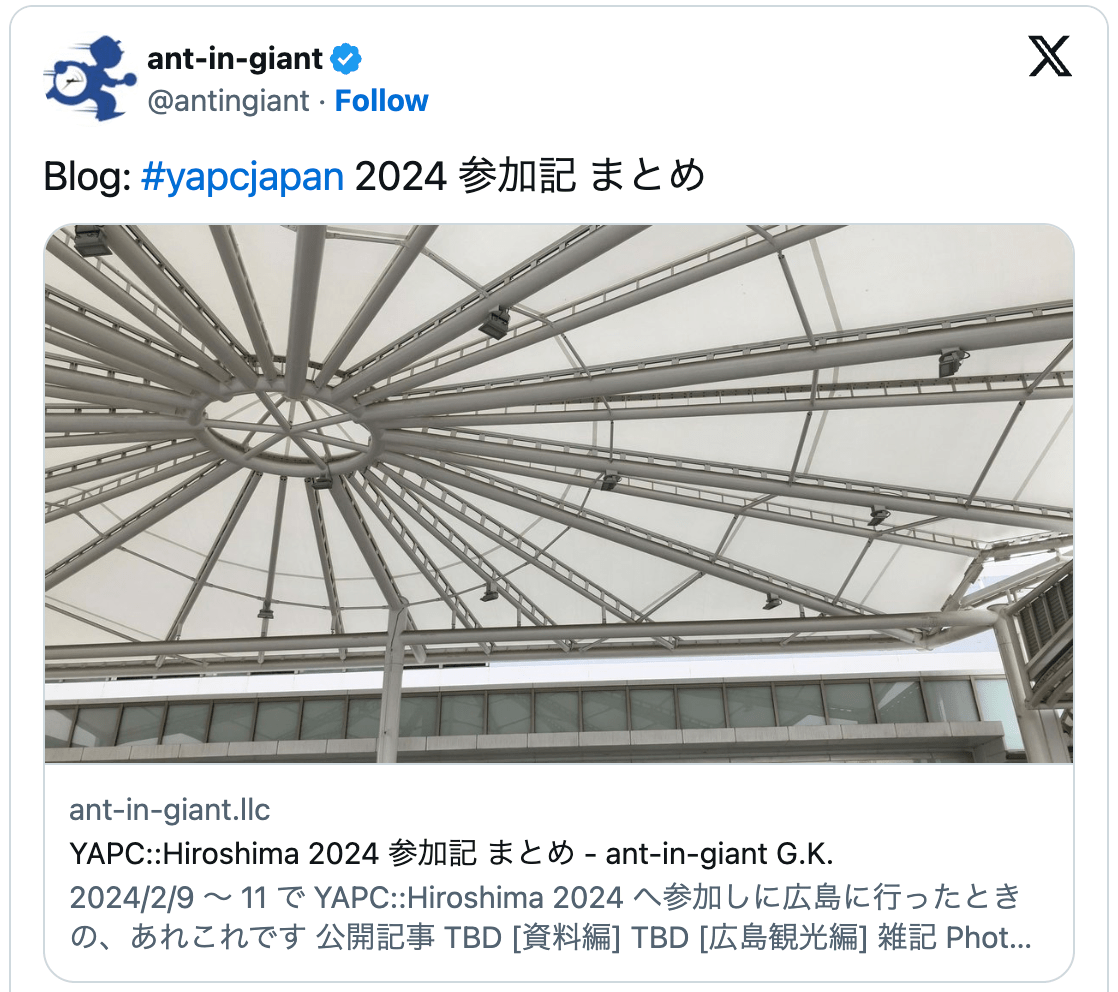 ant-in-giant
@antingiant · Follow
Blog: #yapcjapan 2024 参加記 まとめ
ant-in-giant.llc
YAPC::Hiroshima 2024 参加記 まとめ - ant-in-giant G.K.
2024/2/9 〜 11 で YAPC::Hiroshima 2024 へ参加しに広島に行ったとき
の、あれこれです 公開記事 TBD [資料編] TBD [広島観光編] 雑記 Phot...